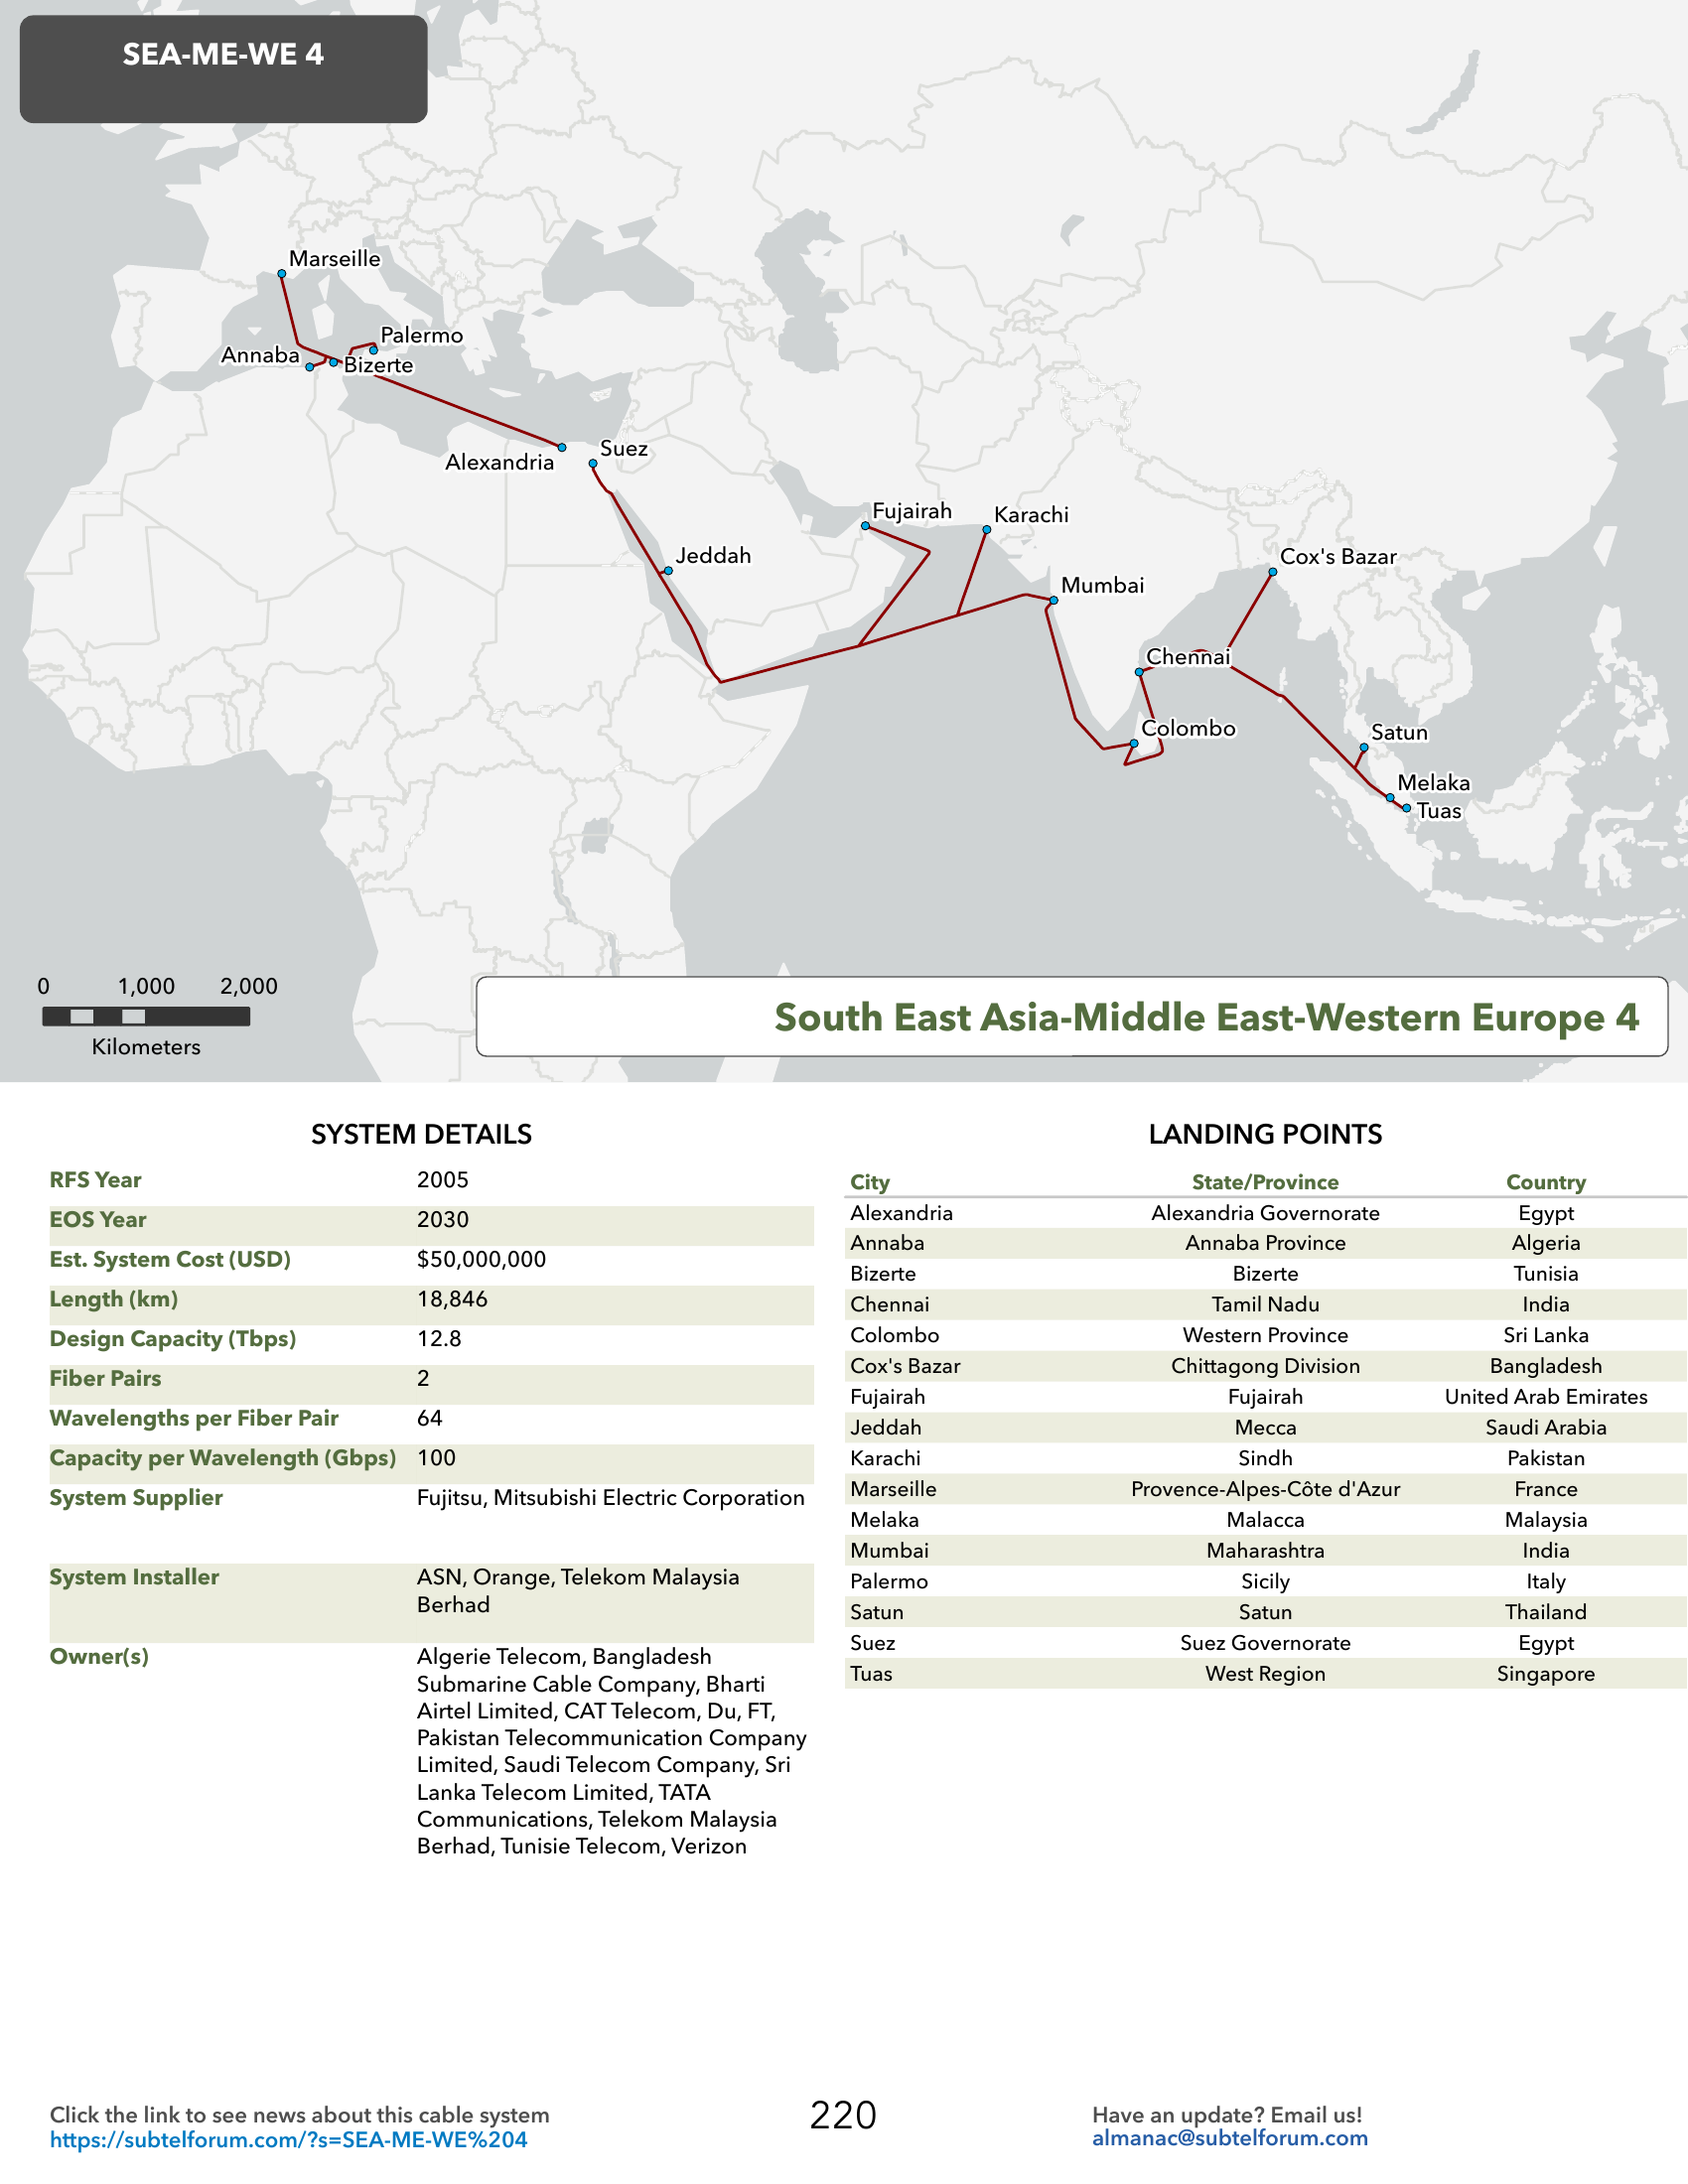 SEA-ME-WE 4
Marseille
Palermo
Annaba
Bizerte
Alexandria
Suez
Jeddah
Fujairah
Karachi
Mumbai
Cox's Bazar
Chennai
Colombo
Satun
Melaka
Tuas
0 1,000 2,000
Kilometers
South East Asia-Middle East-Western Europe 4
SYSTEM DETAILS
RFS Year 2005
EOS Year 2030
Est. System Cost (USD) $50,000,000
Length (km) 18,846
Design Capacity (Tbps) 12.8
Fiber Pairs 2
Wavelengths per Fiber Pair 64
Capacity per Wavelength (Gbps) 100
System Supplier Fujitsu, Mitsubishi Electric Corporation
System Installer ASN, Orange, Telekom Malaysia
Berhad
Owner(s) Algerie Telecom, Bangladesh
Submarine Cable Company, Bharti
Airtel Limited, CAT Telecom, Du, FT,
Pakistan Telecommunication Company
Limited, Saudi Telecom Company, Sri
Lanka Telecom Limited, TATA
Communications, Telekom Malaysia
Berhad, Tunisie Telecom, Verizon
LANDING POINTS
City State/Province Country
Alexandria Alexandria Governorate Egypt
Annaba Annaba Province Algeria
Bizerte Bizerte Tunisia
Chennai Tamil Nadu India
Colombo Western Province Sri Lanka
Cox's Bazar Chittagong Division Bangladesh
Fujairah Fujairah United Arab Emirates
Jeddah Mecca Saudi Arabia
Karachi Sindh Pakistan
Marseille Provence-Alpes-Côte d'Azur France
Melaka Malacca Malaysia
Mumbai Maharashtra India
Palermo Sicily Italy
Satun Satun Thailand
Suez Suez Governorate Egypt
Tuas West Region Singapore
Click the link to see news about this cable system
https://subtelforum.com/?s=SEA-ME-WE%204
220
Have an update? Email us!
almanac@subtelforum.com